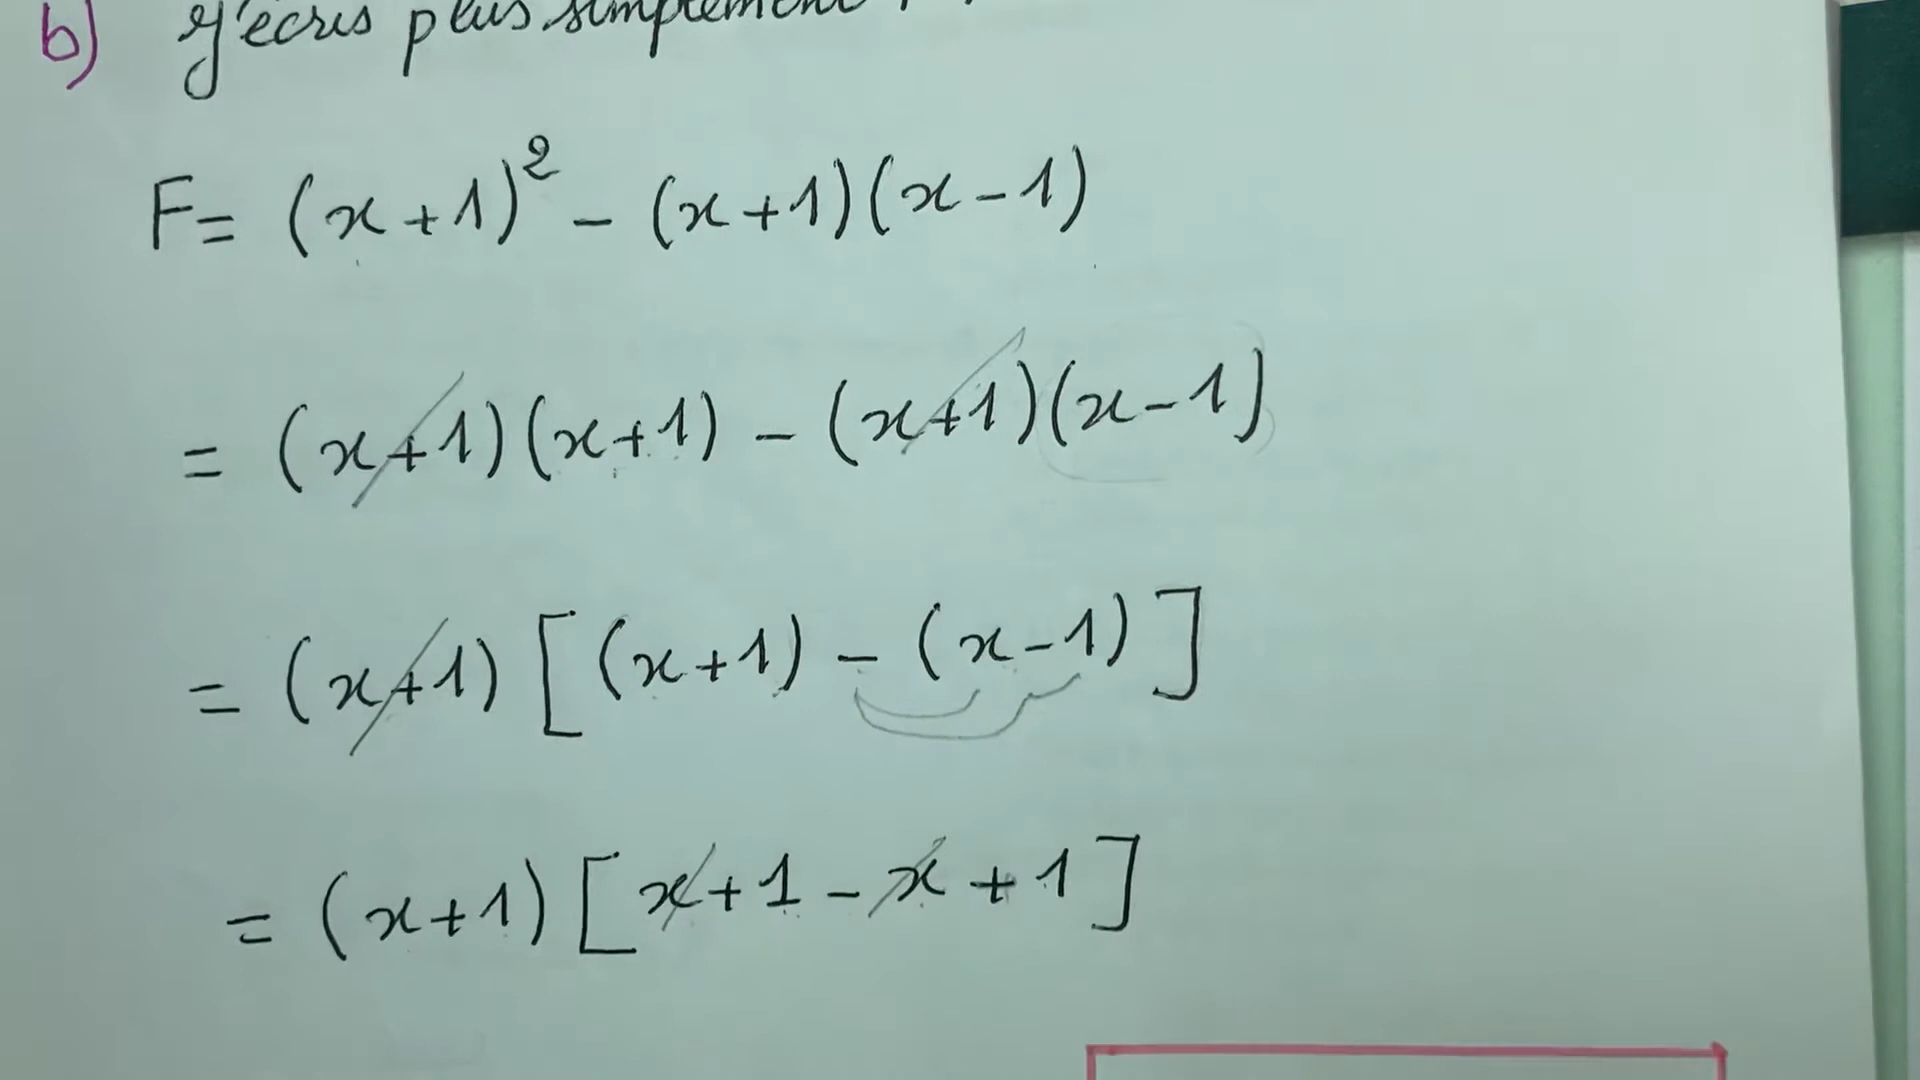 b) J'écris plus simplement
F= (x+1)² - (x+1)(x-1)
= (x+1)(x+1) - (x+1)(x-1)
= (x+1) [(x+1) - (x-1)]
= (x+1) [x+1 - x + 1]